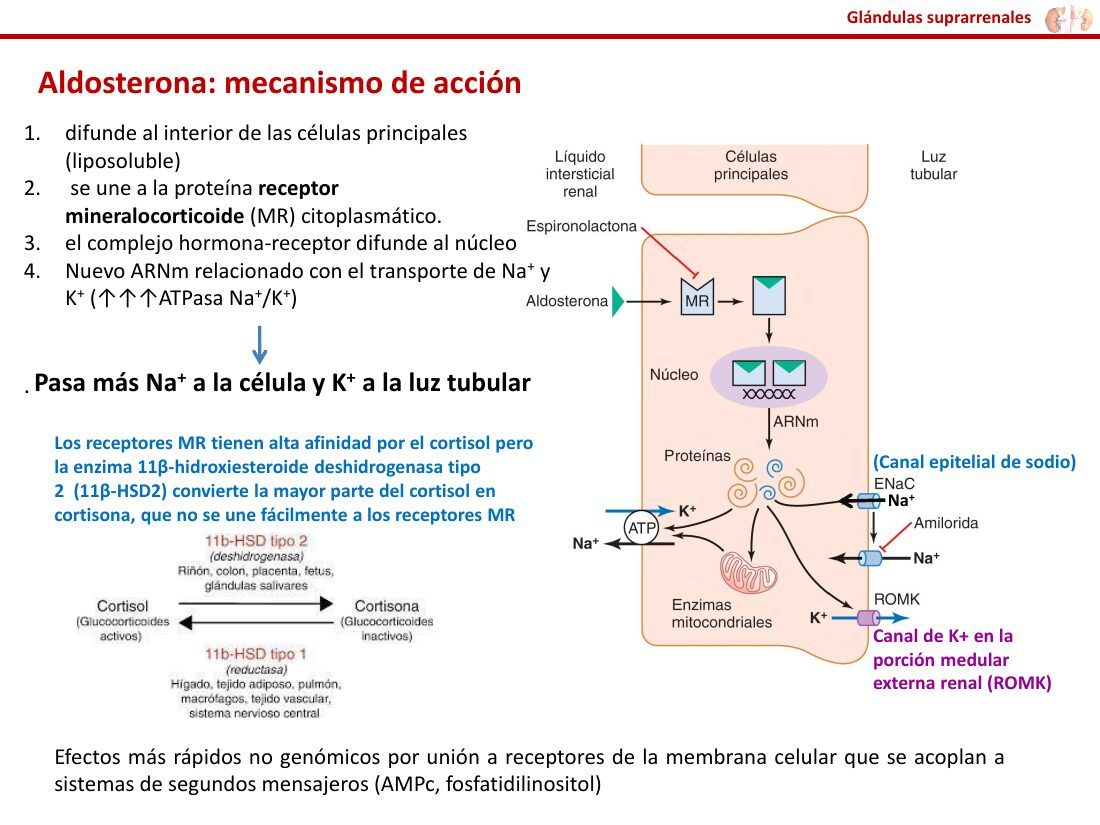 Glándulas suprarrenales
Aldosterona: mecanismo de acción
1. difunde al interior de las células principales
(liposoluble)
2. se une a la proteína receptor
mineralocorticoide (MR) citoplasmático.
3. el complejo hormona-receptor difunde al núcleo
4. Nuevo ARNm relacionado con el transporte de Na⁺ y
K⁺ (↑↑↑ATPasa Na⁺/K⁺)
. Pasa más Na⁺ a la célula y K⁺ a la luz tubular
Los receptores MR tienen alta afinidad por el cortisol pero
la enzima 11β-hidroxiesteroide deshidrogenasa tipo
2 (11β-HSD2) convierte la mayor parte del cortisol en
cortisona, que no se une fácilmente a los receptores MR
11b-HSD tipo 2
(deshidrogenasa)
Riñón, colon, placenta, fetus,
glándulas salivares
Cortisol
(Glucocorticoides
activos)
Cortisona
(Glucocorticoides
inactivos)
11b-HSD tipo 1
(reductasa)
Hígado, tejido adiposo, pulmón,
macrófagos, tejido vascular,
sistema nervioso central
Líquido
intersticial
renal
Células
principales
Luz
tubular
Espironolactona
Aldosterona
MR
Núcleo
ARNm
Proteínas
(Canal epitelial de sodio)
ENaC
Na⁺
K⁺
ATP
Na⁺
Amilorida
Na⁺
Enzimas
mitocondriales
ROMK
K⁺
Canal de K+ en la
porción medular
externa renal (ROMK)
Efectos más rápidos no genómicos por unión a receptores de la membrana celular que se acoplan a
sistemas de segundos mensajeros (AMPc, fosfatidilinositol)